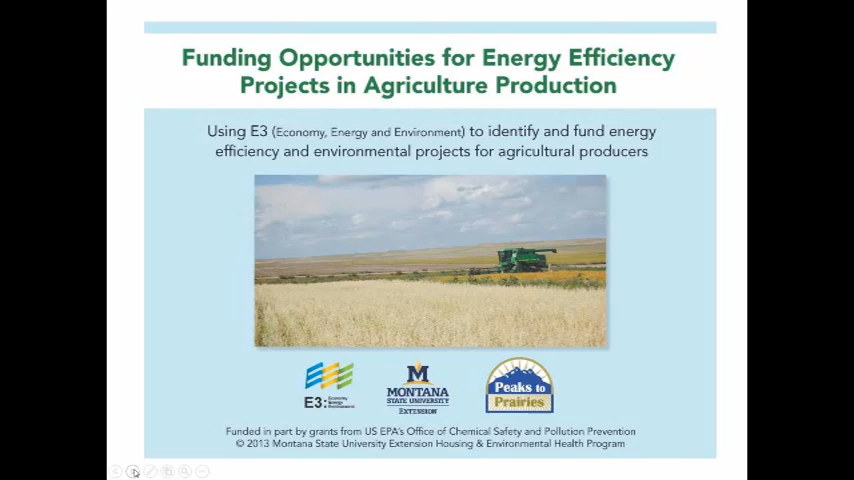 Funding Opportunities for Energy Efficiency
Projects in Agriculture Production
Using E3 (Economy, Energy and Environment) to identify and fund energy
efficiency and environmental projects for agricultural producers
E3: Economy
Energy
Environment
M
MONTANA
STATE UNIVERSITY
EXTENSION
Peaks to
Prairies
Funded in part by grants from US EPA's Office of Chemical Safety and Pollution Prevention
© 2013 Montana State University Extension Housing & Environmental Health Program